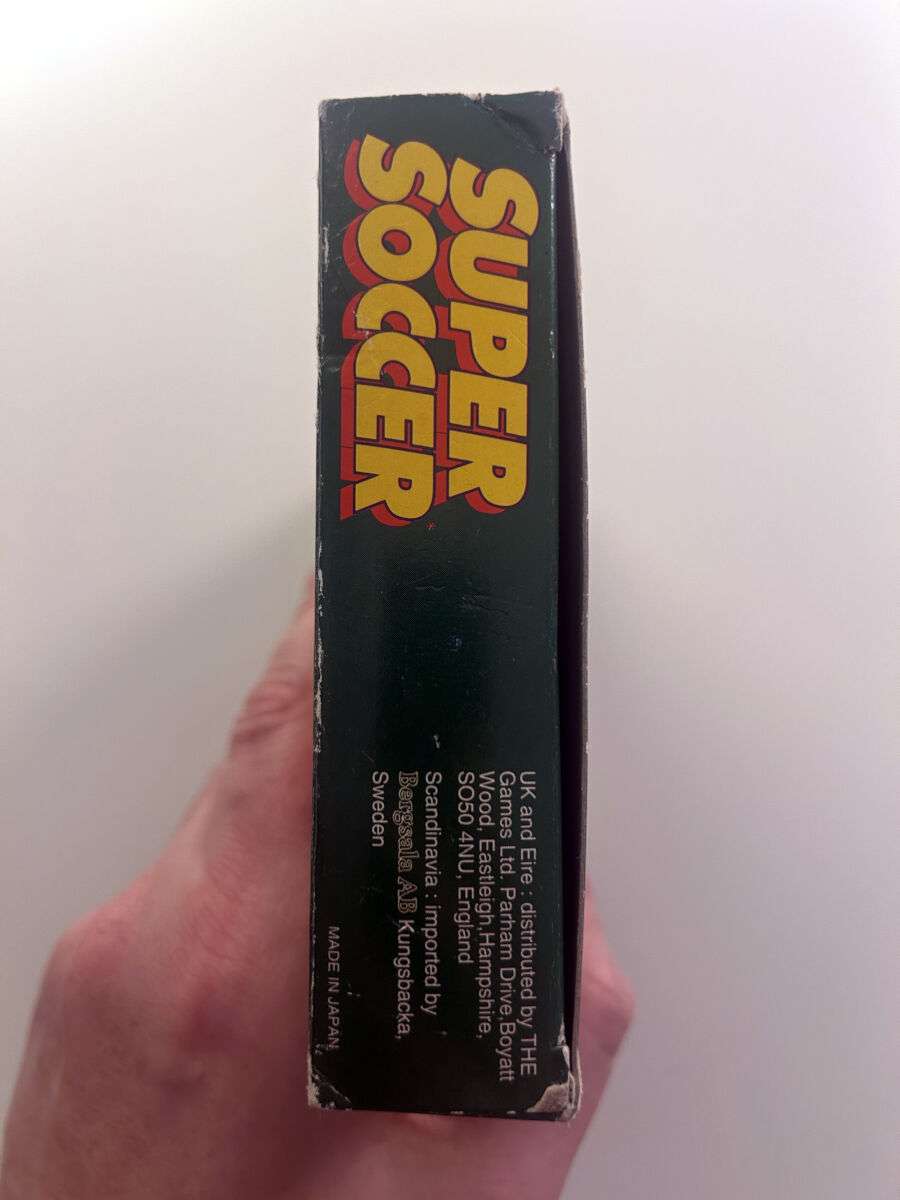 SUPER
SOCCER
UK and Eire : distributed by THE
Games Ltd. Parham Drive,Boyatt
Wood, Eastleigh,Hampshire,
SO50 4NU, England
Scandinavia : imported by
Bergsala AB Kungsbacka,
Sweden
MADE IN JAPAN